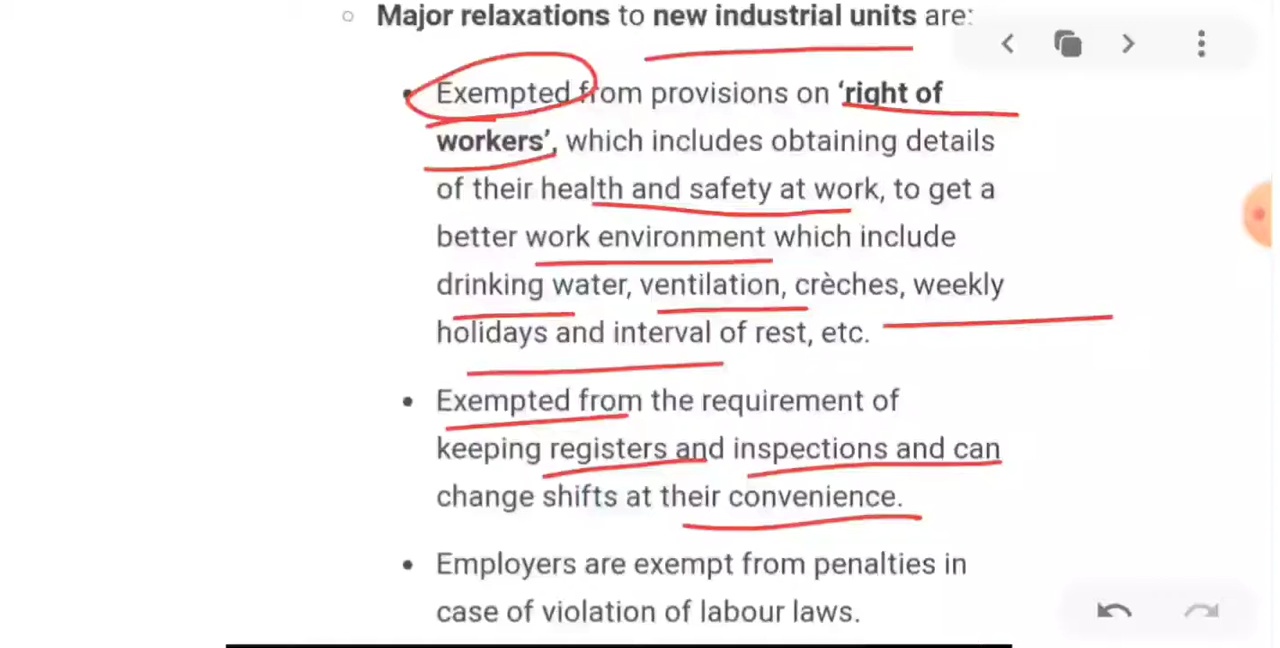 Major relaxations to new industrial units are:
Exempted from provisions on ‘right of
workers’, which includes obtaining details
of their health and safety at work, to get a
better work environment which include
drinking water, ventilation, crèches, weekly
holidays and interval of rest, etc.
Exempted from the requirement of
keeping registers and inspections and can
change shifts at their convenience.
Employers are exempt from penalties in
case of violation of labour laws.